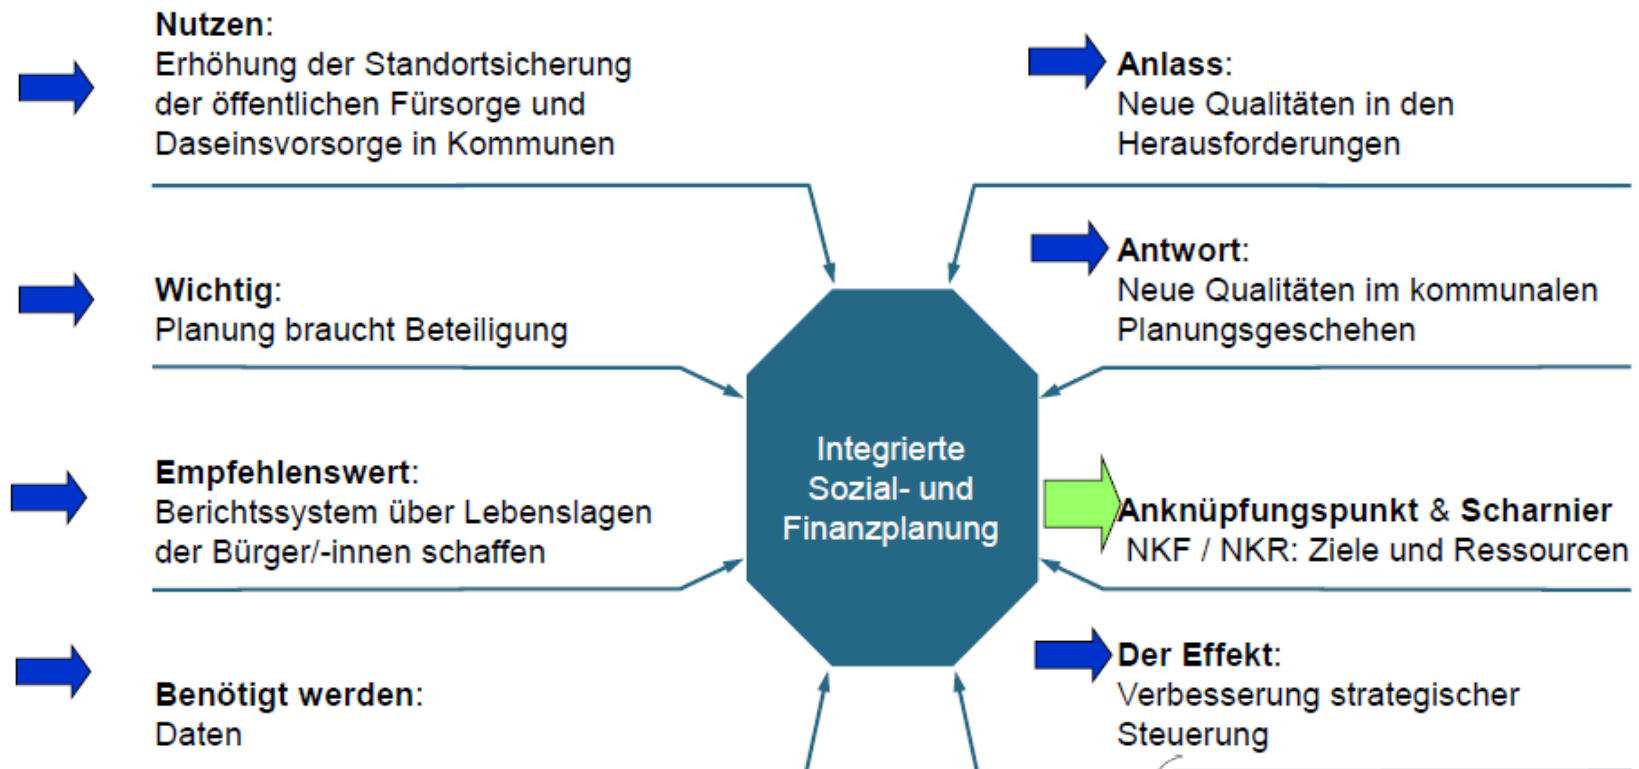 Nutzen:
Erhöhung der Standortsicherung
der öffentlichen Fürsorge und
Daseinsvorsorge in Kommunen
Wichtig:
Planung braucht Beteiligung
Empfehlenswert:
Berichtssystem über Lebenslagen
der Bürger/-innen schaffen
Benötigt werden:
Daten
Integrierte
Sozial- und
Finanzplanung
Anlass:
Neue Qualitäten in den
Herausforderungen
Antwort:
Neue Qualitäten im kommunalen
Planungsgeschehen
Anknüpfungspunkt & Scharnier
NKF / NKR: Ziele und Ressourcen
Der Effekt:
Verbesserung strategischer
Steuerung